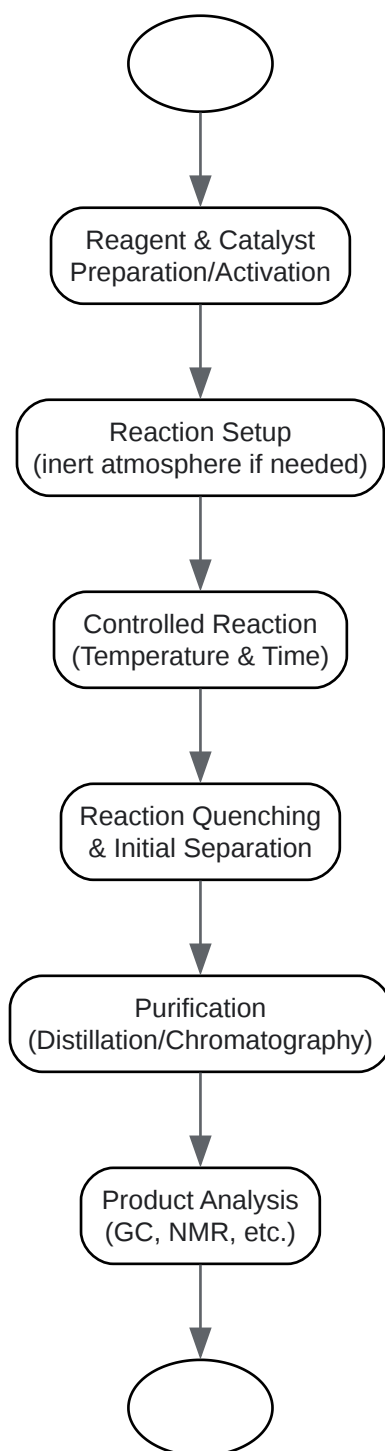 Reagent & Catalyst
Preparation/Activation
Reaction Setup
(inert atmosphere if needed)
Controlled Reaction
(Temperature & Time)
Reaction Quenching
& Initial Separation
Purification
(Distillation/Chromatography)
Product Analysis
(GC, NMR, etc.)